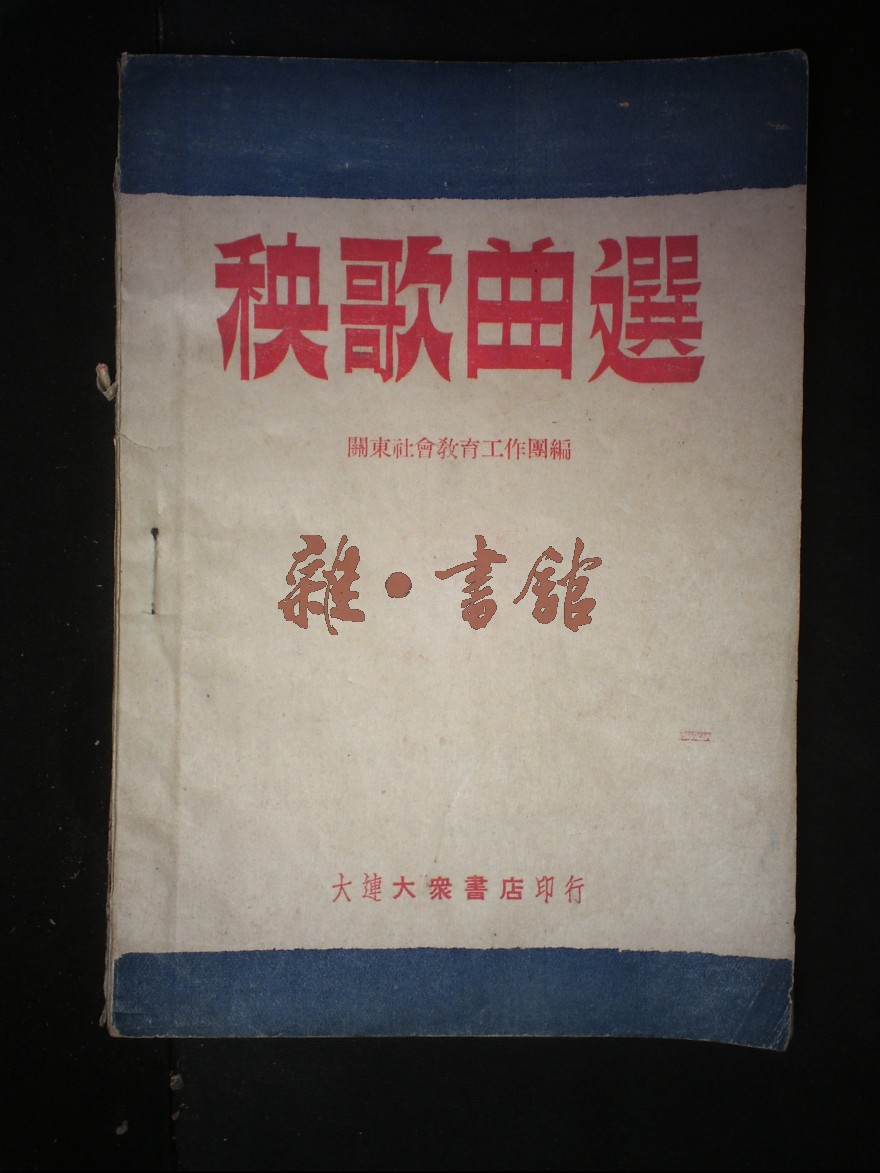 秧歌曲選
關東社會教育工作團編
雜·書館
大連大衆書店印行